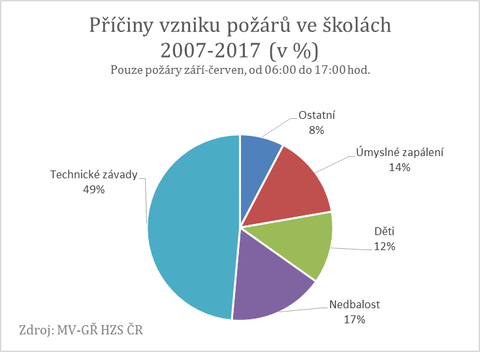 Příčiny vzniku požárů ve školách
2007-2017 (v %)
Pouze požáry září-červen, od 06:00 do 17:00 hod.
Ostatní
8%
Úmyslné zapálení
14%
Technické závady
49%
Děti
12%
Nedbalost
17%
Zdroj: MV-GŘ HZS ČR